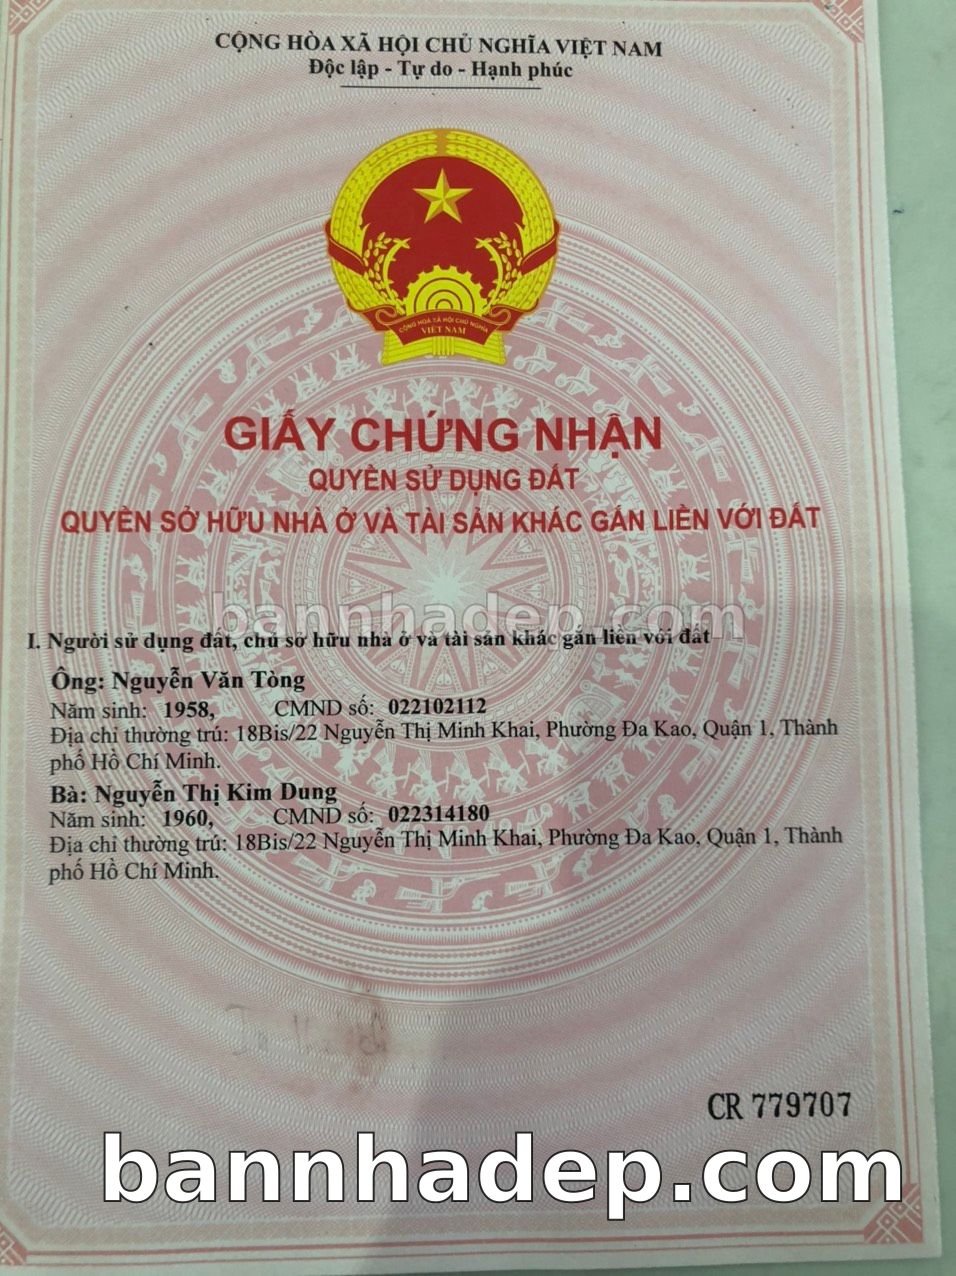 CỘNG HÒA XÃ HỘI CHỦ NGHĨA VIỆT NAM
Độc lập - Tự do - Hạnh phúc
CỘNG HOÀ XÃ HỘI CHỦ NGHĨA
VIỆT NAM
GIẤY CHỨNG NHẬN
QUYỀN SỬ DỤNG ĐẤT
QUYỀN SỞ HỮU NHÀ Ở VÀ TÀI SẢN KHÁC GẮN LIỀN VỚI ĐẤT
bannhadep.com
I. Người sử dụng đất, chủ sở hữu nhà ở và tài sản khác gắn liền với đất
Ông: Nguyễn Văn Tòng
Năm sinh: 1958, CMND số: 022102112
Địa chỉ thường trú: 18Bis/22 Nguyễn Thị Minh Khai, Phường Đa Kao, Quận 1, Thành
phố Hồ Chí Minh.
Bà: Nguyễn Thị Kim Dung
Năm sinh: 1960, CMND số: 022314180
Địa chỉ thường trú: 18Bis/22 Nguyễn Thị Minh Khai, Phường Đa Kao, Quận 1, Thành
phố Hồ Chí Minh.
CR 779707
bannhadep.com